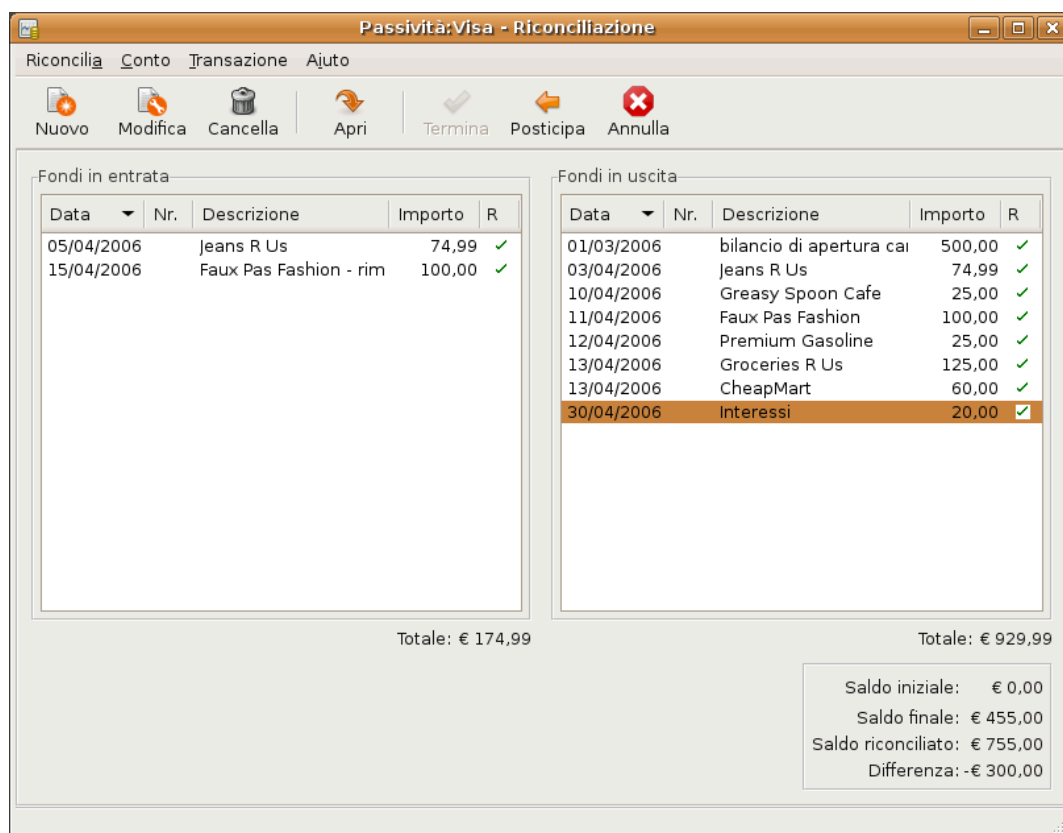 Passività:Visa - Riconciliazione
Riconcilia Conto Transazione Aiuto
Nuovo Modifica Cancella Apri Termina Posticipa Annulla
Fondi in entrata
Data Nr. Descrizione Importo R
05/04/2006 Jeans R Us 74,99
15/04/2006 Faux Pas Fashion - rim 100,00
Totale: € 174,99
Fondi in uscita
Data Nr. Descrizione Importo R
01/03/2006 bilancio di apertura car 500,00
03/04/2006 Jeans R Us 74,99
10/04/2006 Greasy Spoon Cafe 25,00
11/04/2006 Faux Pas Fashion 100,00
12/04/2006 Premium Gasoline 25,00
13/04/2006 Groceries R Us 125,00
13/04/2006 CheapMart 60,00
30/04/2006 Interessi 20,00
Totale: € 929,99
Saldo iniziale: € 0,00
Saldo finale: € 455,00
Saldo riconciliato: € 755,00
Differenza: -€ 300,00